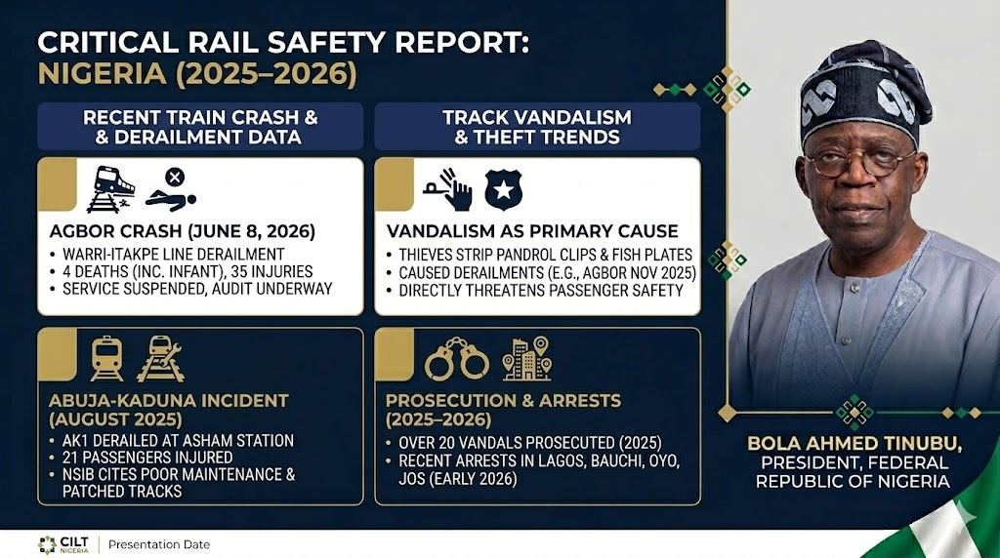 CRITICAL RAIL SAFETY REPORT:
NIGERIA (2025–2026)
RECENT TRAIN CRASH &
& DERAILMENT DATA
AGBOR CRASH (JUNE 8, 2026)
• WARRI-ITAKPE LINE DERAILMENT
• 4 DEATHS (INC. INFANT), 35 INJURIES
• SERVICE SUSPENDED, AUDIT UNDERWAY
TRACK VANDALISM
& THEFT TRENDS
VANDALISM AS PRIMARY CAUSE
• THIEVES STRIP PANDROL CLIPS & FISH PLATES
• CAUSED DERAILMENTS (E.G., AGBOR NOV 2025)
• DIRECTLY THREATENS PASSENGER SAFETY
ABUJA-KADUNA INCIDENT
(AUGUST 2025)
• AK1 DERAILED AT ASHAM STATION
• 21 PASSENGERS INJURED
• NSIB CITES POOR MAINTENANCE &
PATCHED TRACKS
PROSECUTION & ARRESTS
(2025–2026)
• OVER 20 VANDALS PROSECUTED (2025)
• RECENT ARRESTS IN LAGOS, BAUCHI, OYO,
JOS (EARLY 2026)
BOLA AHMED TINUBU,
PRESIDENT, FEDERAL
REPUBLIC OF NIGERIA
CILT
NIGERIA
Presentation Date